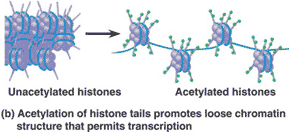 Unacetylated histones
Acetylated histones
(b) Acetylation of histone tails promotes loose chromatin
structure that permits transcription